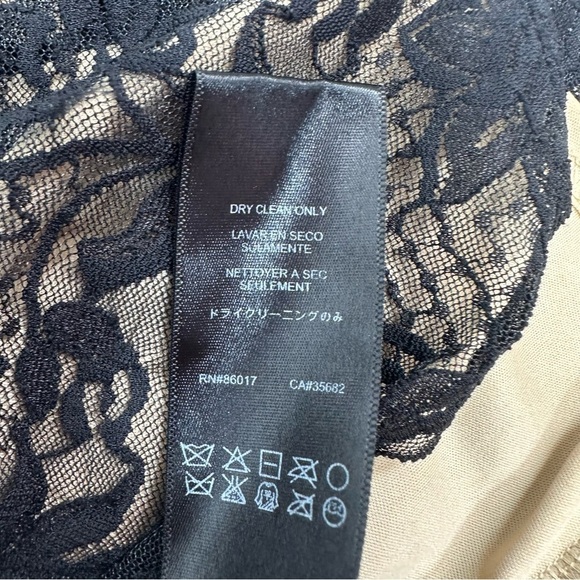 DRY CLEAN ONLY
LAVAR EN SECO
SOLAMENTE
NETTOYER A SEC
SEULEMENT
ドライクリーニングのみ
RN#86017 CA#35682